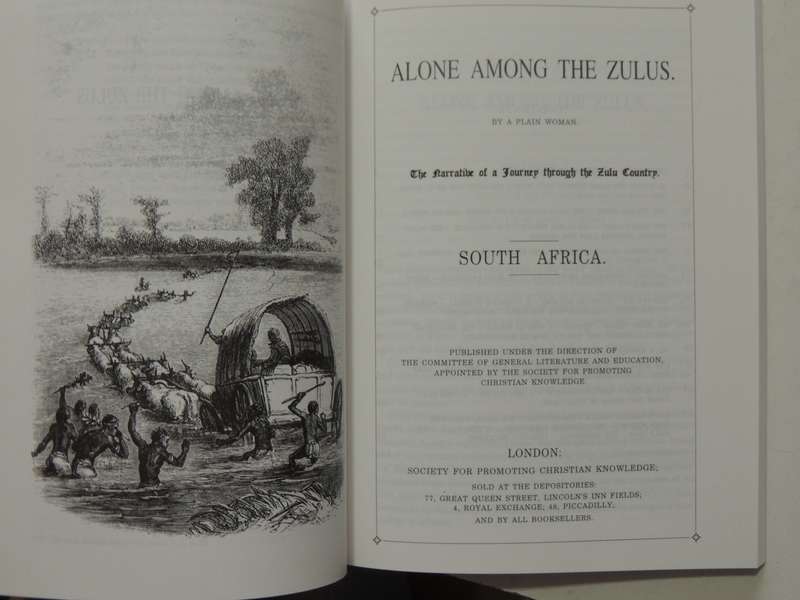 ALONE AMONG THE ZULUS.
BY A PLAIN WOMAN.
The Narrative of a Journey through the Zulu Country.
SOUTH AFRICA.
PUBLISHED UNDER THE DIRECTION OF
THE COMMITTEE OF GENERAL LITERATURE AND EDUCATION,
APPOINTED BY THE SOCIETY FOR PROMOTING
CHRISTIAN KNOWLEDGE
LONDON:
SOCIETY FOR PROMOTING CHRISTIAN KNOWLEDGE;
SOLD AT THE DEPOSITORIES:
77, GREAT QUEEN STREET, LINCOLN'S INN FIELDS;
4, ROYAL EXCHANGE; 48, PICCADILLY,
AND BY ALL BOOKSELLERS.